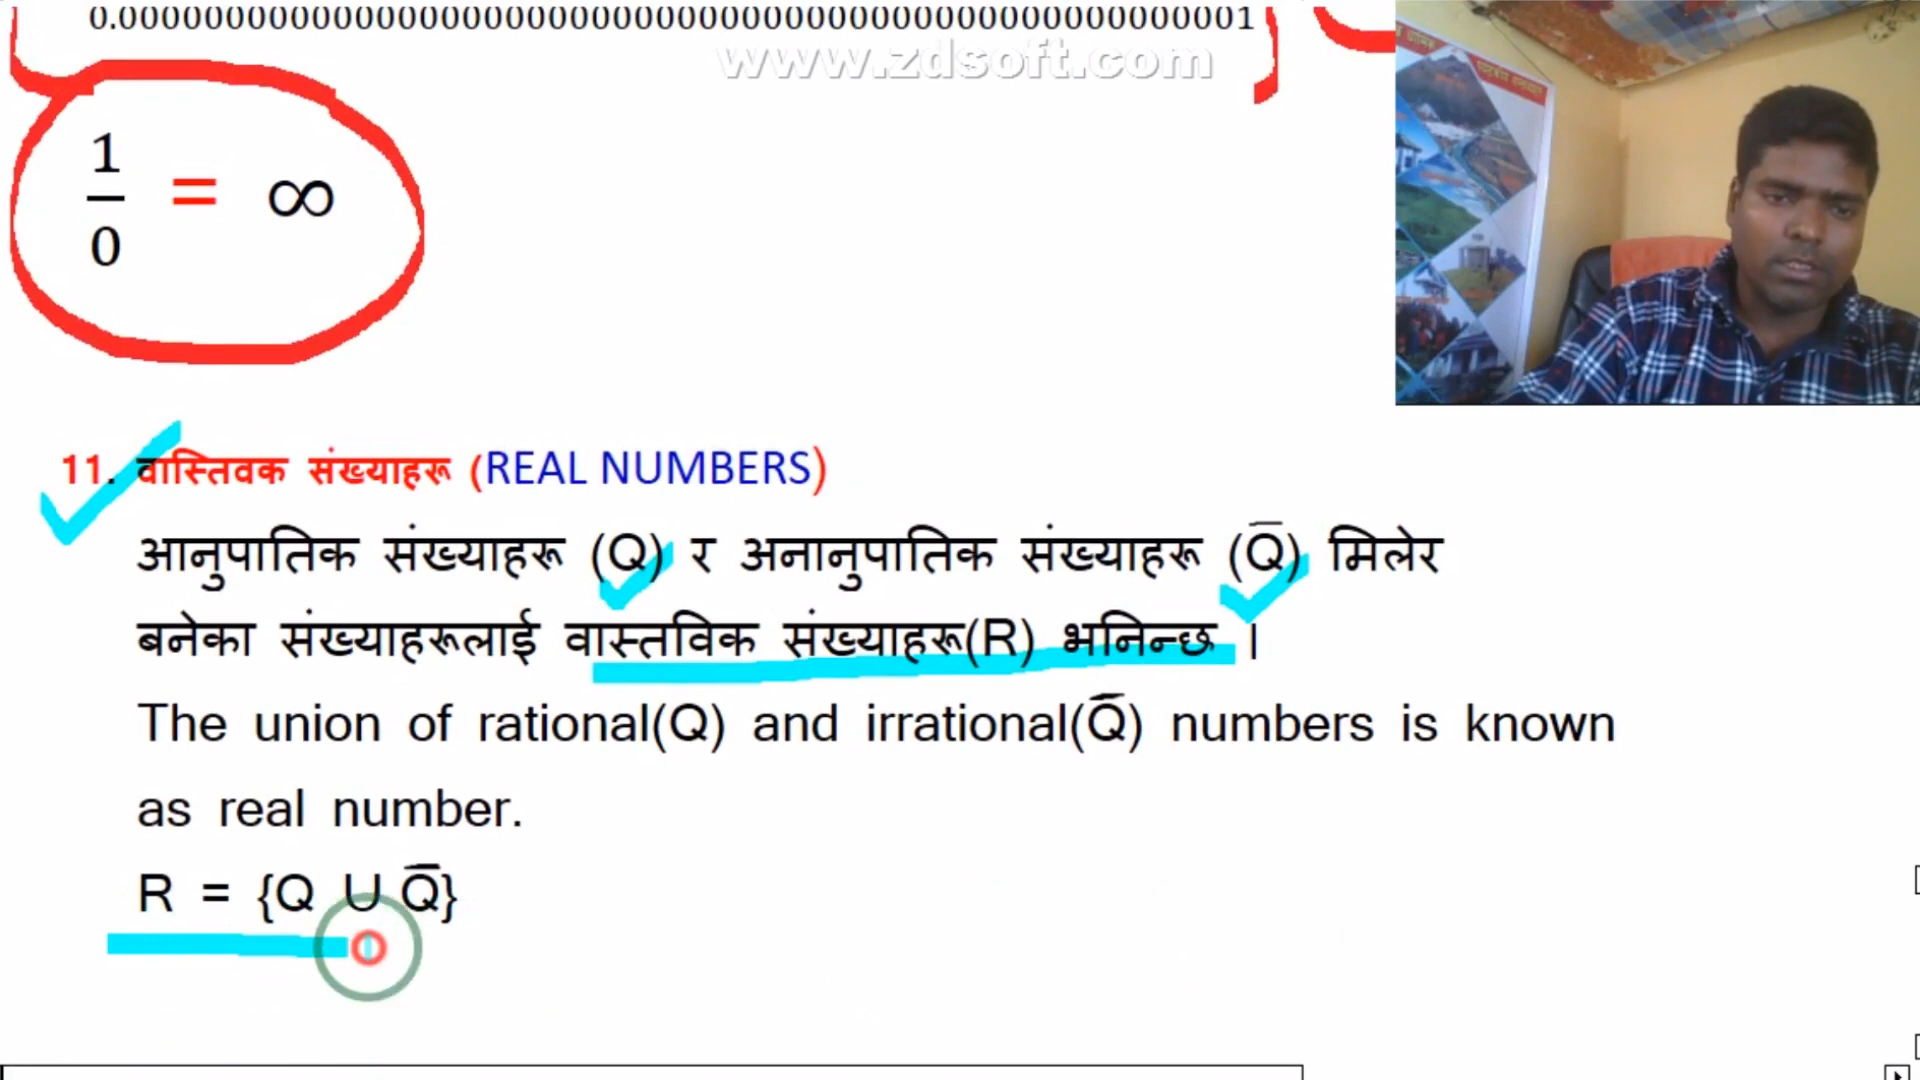 0.00000000000000000000000000000000000000000000000001
www.zdsoft.com
1
0
= ∞
11. वास्तिवक संख्याहरू (REAL NUMBERS)
आनुपातिक संख्याहरू (Q) र अनानुपातिक संख्याहरू (Q̅) मिलेर
बनेका संख्याहरूलाई वास्तविक संख्याहरू(R) भनिन्छ ।
The union of rational(Q) and irrational(Q̅) numbers is known
as real number.
R = {Q U Q̅}